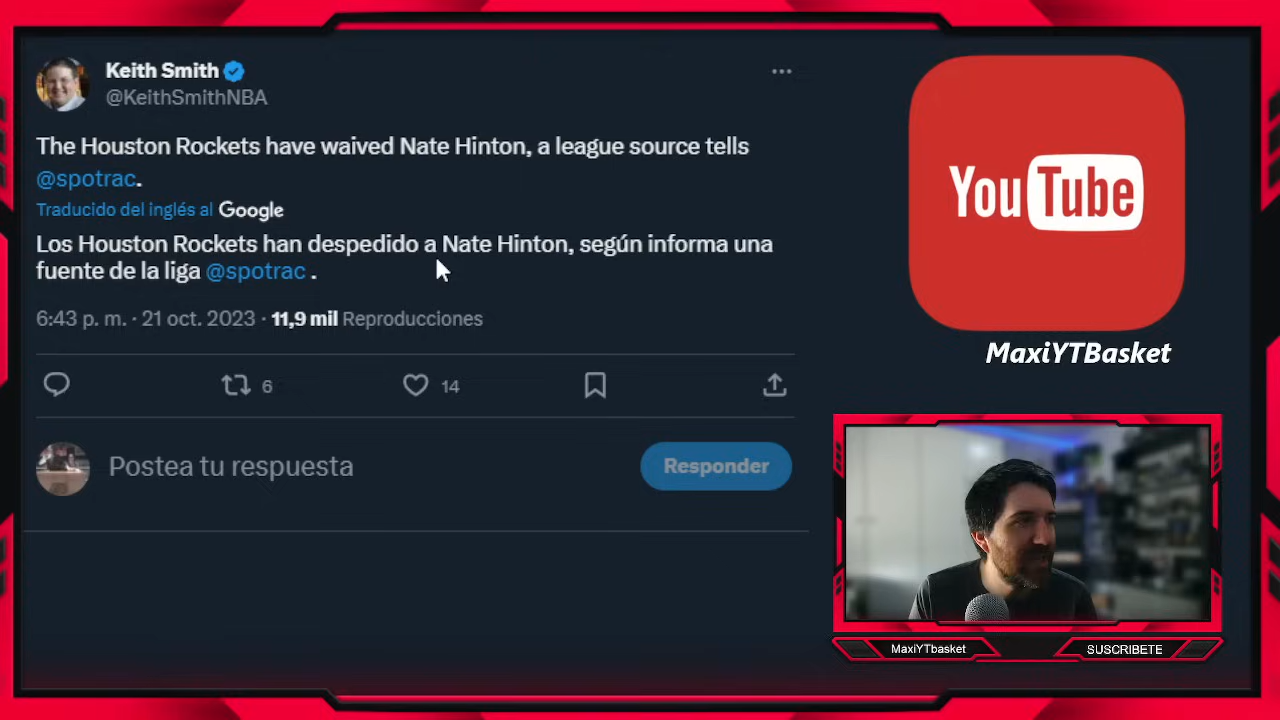 Keith Smith
@KeithSmithNBA
The Houston Rockets have waived Nate Hinton, a league source tells
@spotrac.
Traducido del inglés al Google
Los Houston Rockets han despedido a Nate Hinton, según informa una
fuente de la liga @spotrac .
6:43 p. m. · 21 oct. 2023 · 11,9 mil Reproducciones
6
14
Postea tu respuesta
Responder
YouTube
MaxiYTBasket
MaxiYTbasket
SUSCRIBETE